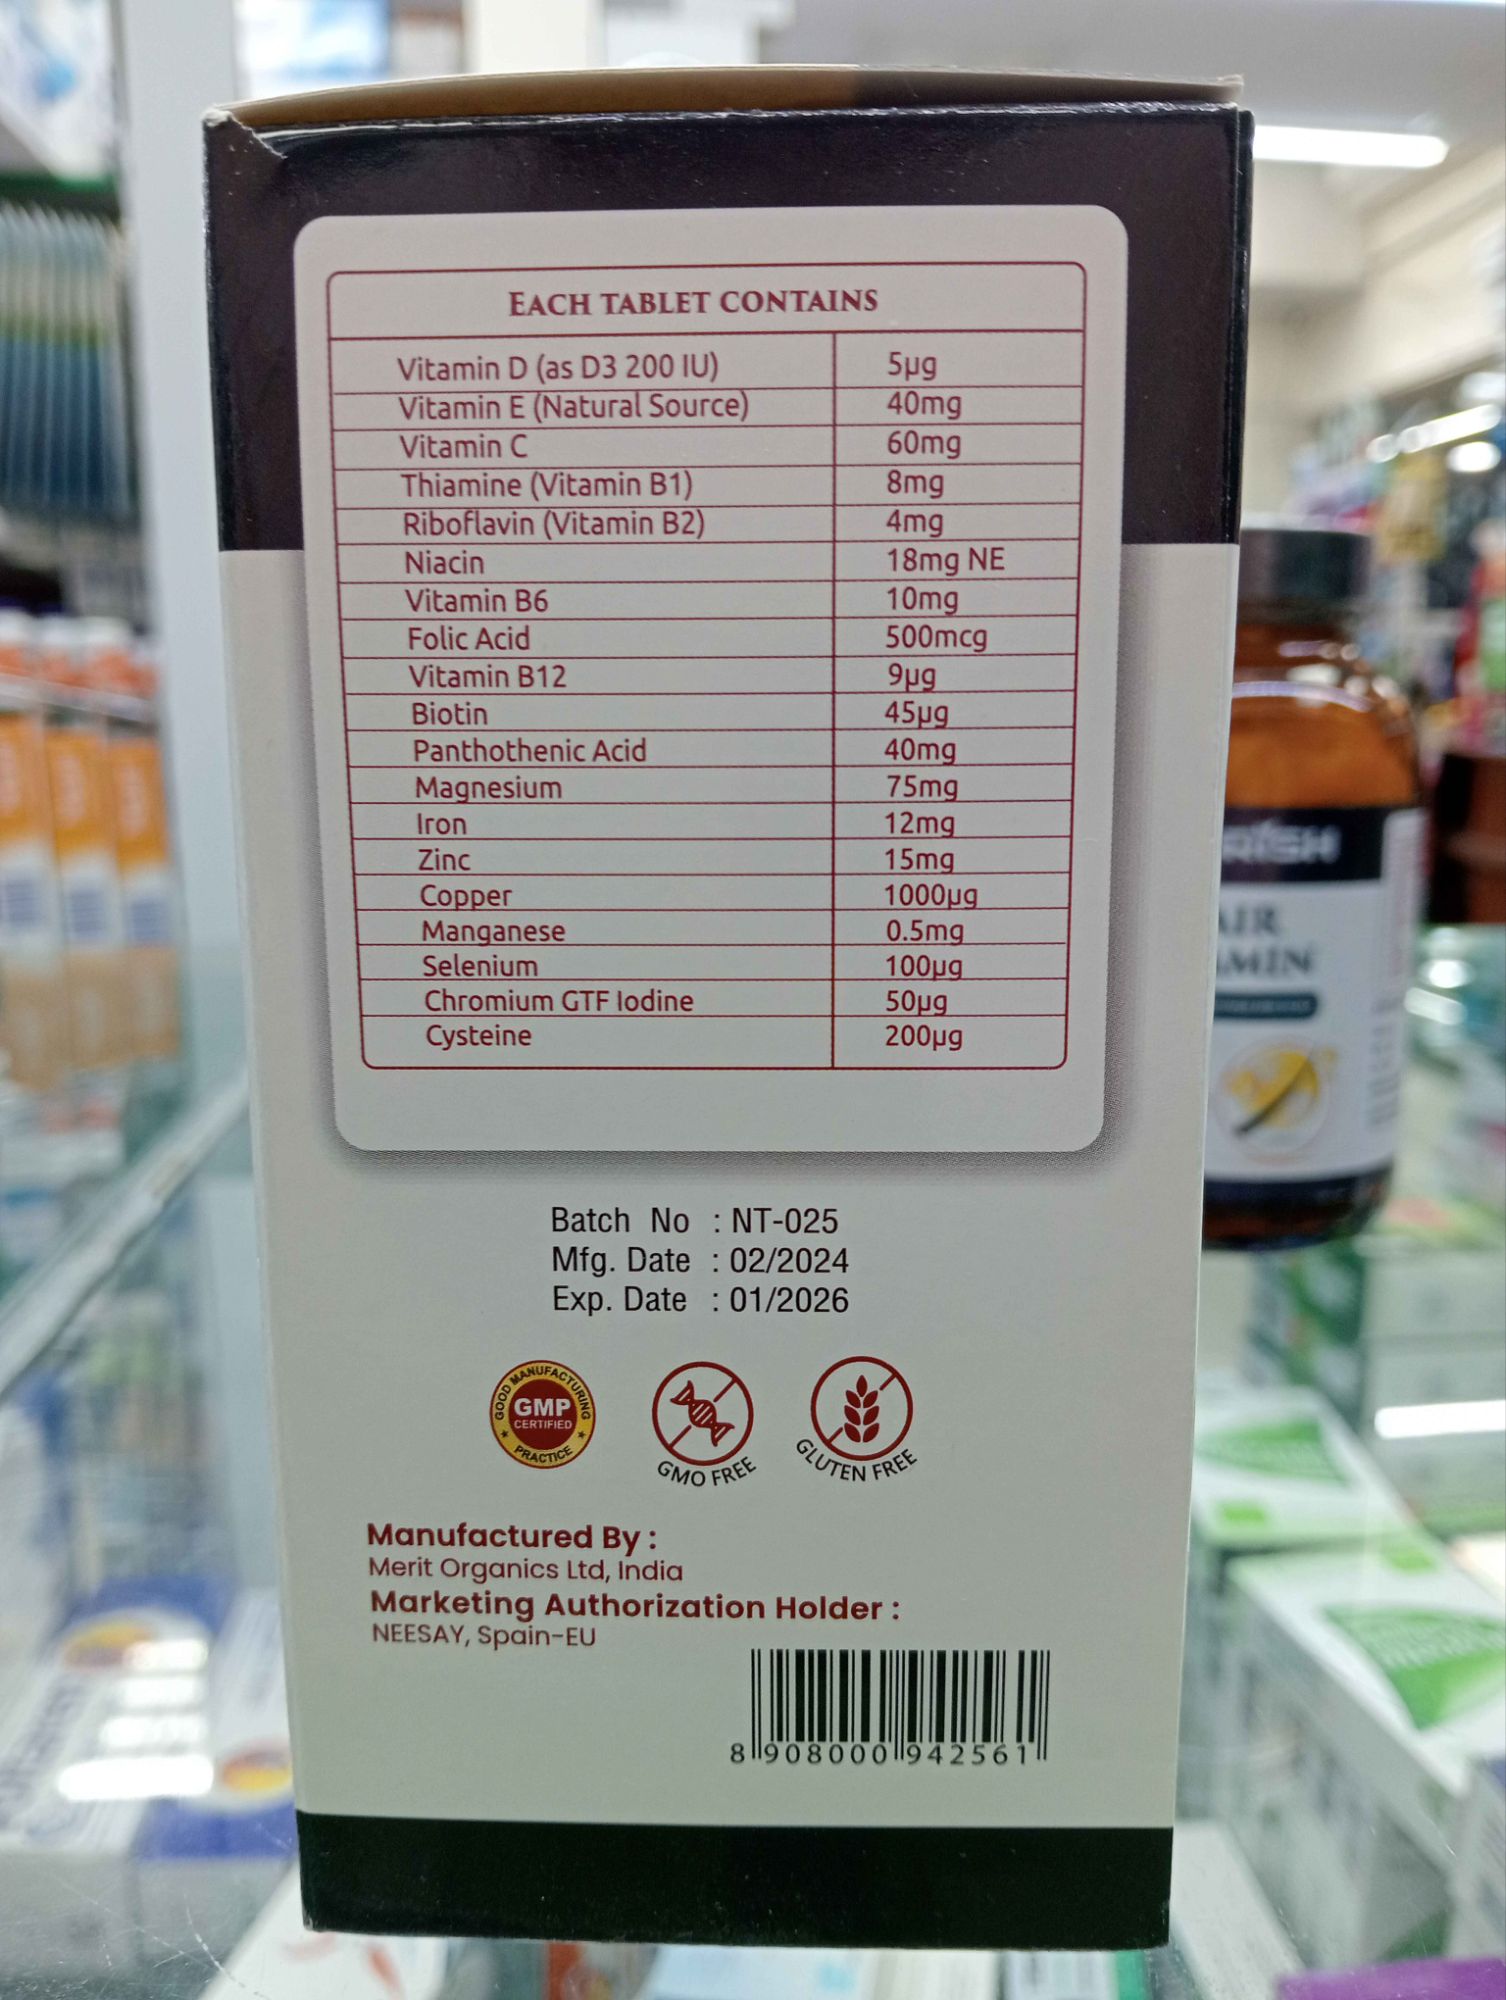 EACH TABLET CONTAINS
Vitamin D (as D3 200 IU) 5µg
Vitamin E (Natural Source) 40mg
Vitamin C 60mg
Thiamine (Vitamin B1) 8mg
Riboflavin (Vitamin B2) 4mg
Niacin 18mg NE
Vitamin B6 10mg
Folic Acid 500mcg
Vitamin B12 9µg
Biotin 45µg
Panthothenic Acid 40mg
Magnesium 75mg
Iron 12mg
Zinc 15mg
Copper 1000µg
Manganese 0.5mg
Selenium 100µg
Chromium GTF Iodine 50µg
Cysteine 200µg
Batch No : NT-025
Mfg. Date : 02/2024
Exp. Date : 01/2026
GOOD MANUFACTURING
GMP
CERTIFIED
PRACTICE
GMO FREE
GLUTEN FREE
Manufactured By :
Merit Organics Ltd, India
Marketing Authorization Holder :
NEESAY, Spain-EU
8 908000 942561
RISH
AIR
AMIN